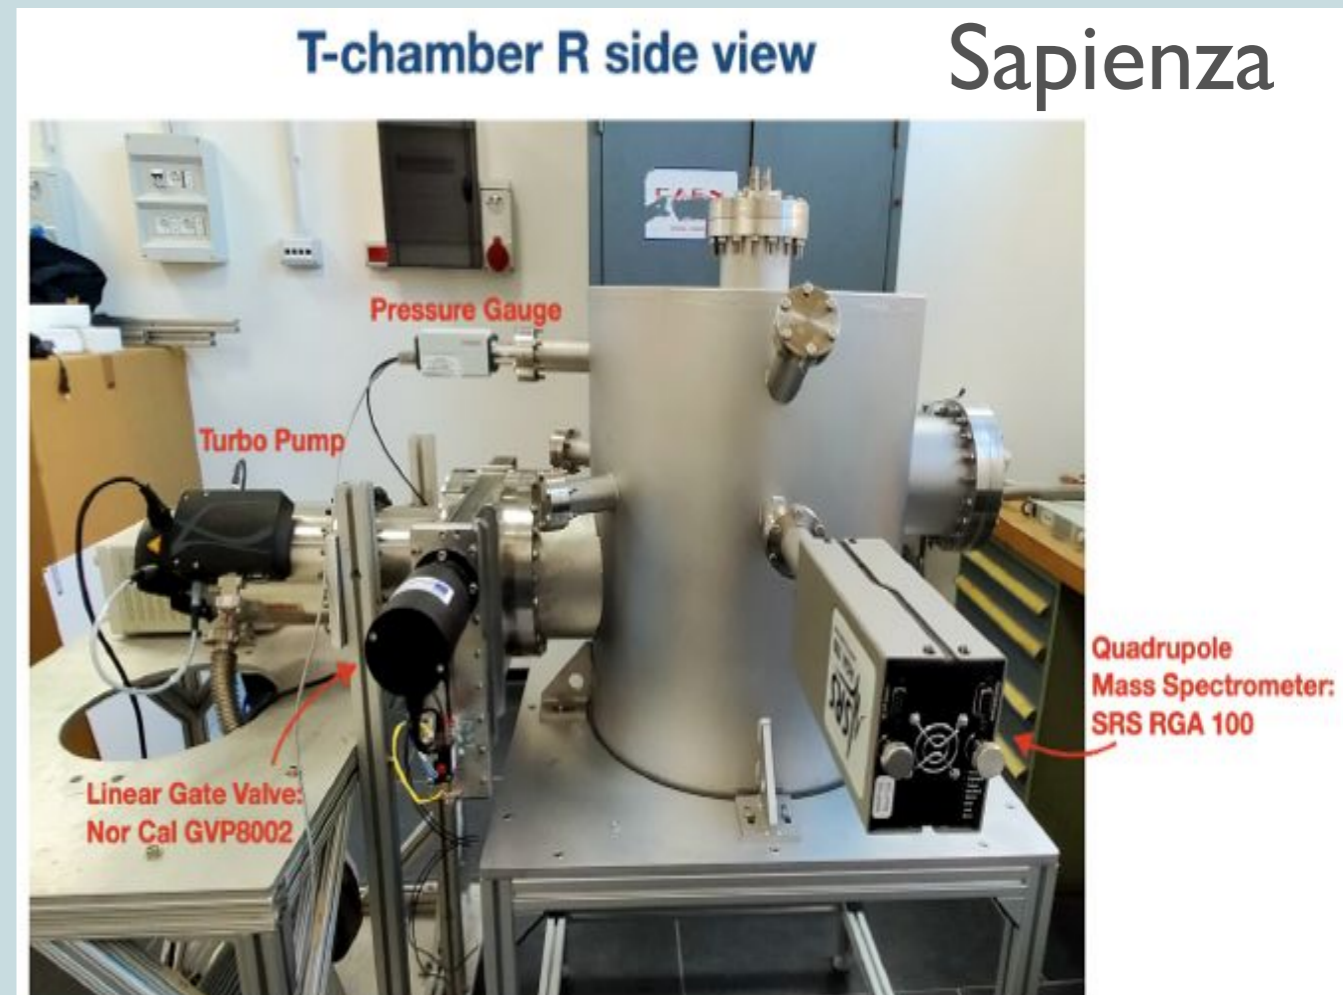 T-chamber R side view
Sapienza
Pressure Gauge
Turbo Pump
Quadrupole
Mass Spectrometer:
SRS RGA 100
Linear Gate Valve:
Nor Cal GVP8002
SRS